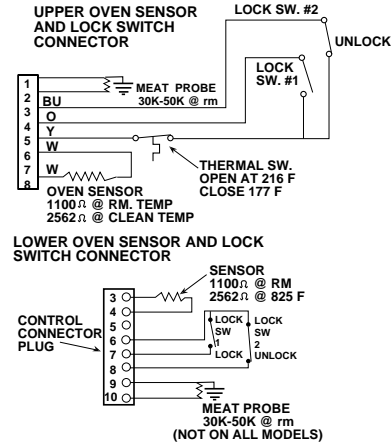 UPPER OVEN SENSOR
AND LOCK SWITCH
CONNECTOR
LOCK SW. #2
UNLOCK
LOCK
SW. #1
1
2
3
4
5
6
7
8
MEAT PROBE
30K-50K @ rm
BU
O
Y
W
W
THERMAL SW.
OPEN AT 216 F
CLOSE 177 F
OVEN SENSOR
1100Ω @ RM. TEMP
2562Ω @ CLEAN TEMP
LOWER OVEN SENSOR AND LOCK
SWITCH CONNECTOR
SENSOR
1100Ω @ RM
2562Ω @ 825 F
CONTROL
CONNECTOR
PLUG
3
4
5
6
7
8
9
10
LOCK
SW
1
LOCK
LOCK
SW
2
UNLOCK
MEAT PROBE
30K-50K @ rm
(NOT ON ALL MODELS)